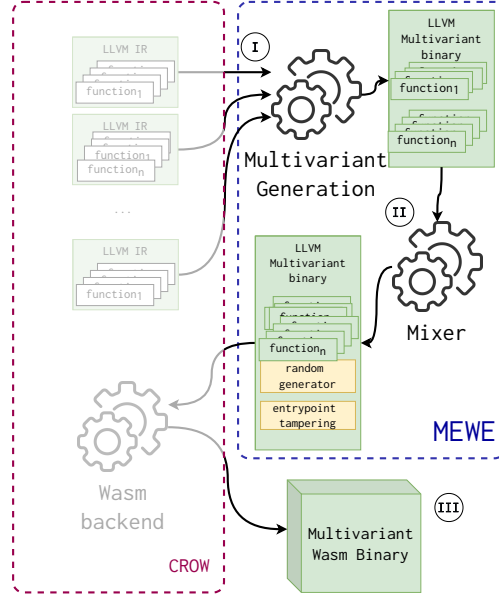 LLVM IR
function1
LLVM IR
function1
functionn
...
LLVM IR
function1
I
Multivariant
Generation
LLVM
Multivariant
binary
function1
functionn
II
Mixer
LLVM
Multivariant
binary
functionn
random
generator
entrypoint
tampering
MEWE
Wasm
backend
CROW
III
Multivariant
Wasm Binary